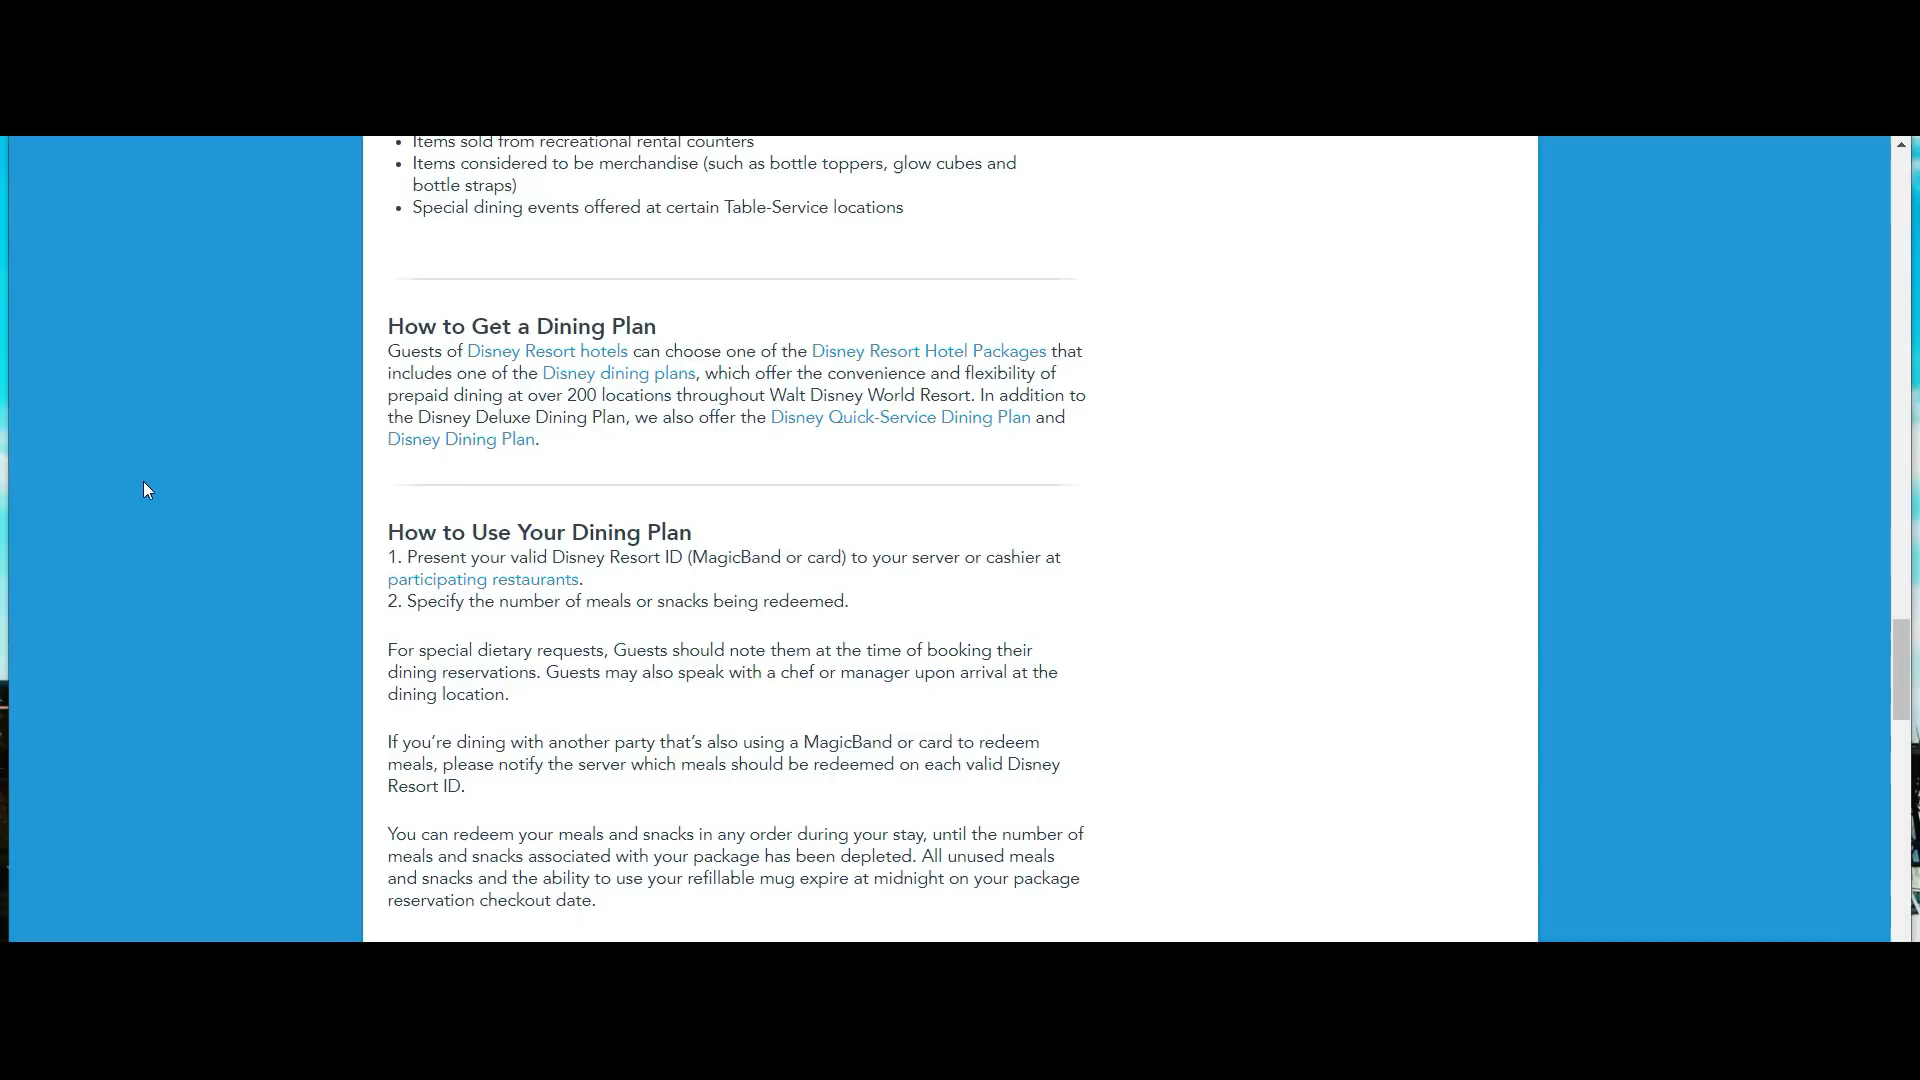 • Items sold from recreational rental counters
• Items considered to be merchandise (such as bottle toppers, glow cubes and
bottle straps)
• Special dining events offered at certain Table-Service locations
How to Get a Dining Plan
Guests of Disney Resort hotels can choose one of the Disney Resort Hotel Packages that
includes one of the Disney dining plans, which offer the convenience and flexibility of
prepaid dining at over 200 locations throughout Walt Disney World Resort. In addition to
the Disney Deluxe Dining Plan, we also offer the Disney Quick-Service Dining Plan and
Disney Dining Plan.
How to Use Your Dining Plan
1. Present your valid Disney Resort ID (MagicBand or card) to your server or cashier at
participating restaurants.
2. Specify the number of meals or snacks being redeemed.
For special dietary requests, Guests should note them at the time of booking their
dining reservations. Guests may also speak with a chef or manager upon arrival at the
dining location.
If you’re dining with another party that’s also using a MagicBand or card to redeem
meals, please notify the server which meals should be redeemed on each valid Disney
Resort ID.
You can redeem your meals and snacks in any order during your stay, until the number of
meals and snacks associated with your package has been depleted. All unused meals
and snacks and the ability to use your refillable mug expire at midnight on your package
reservation checkout date.